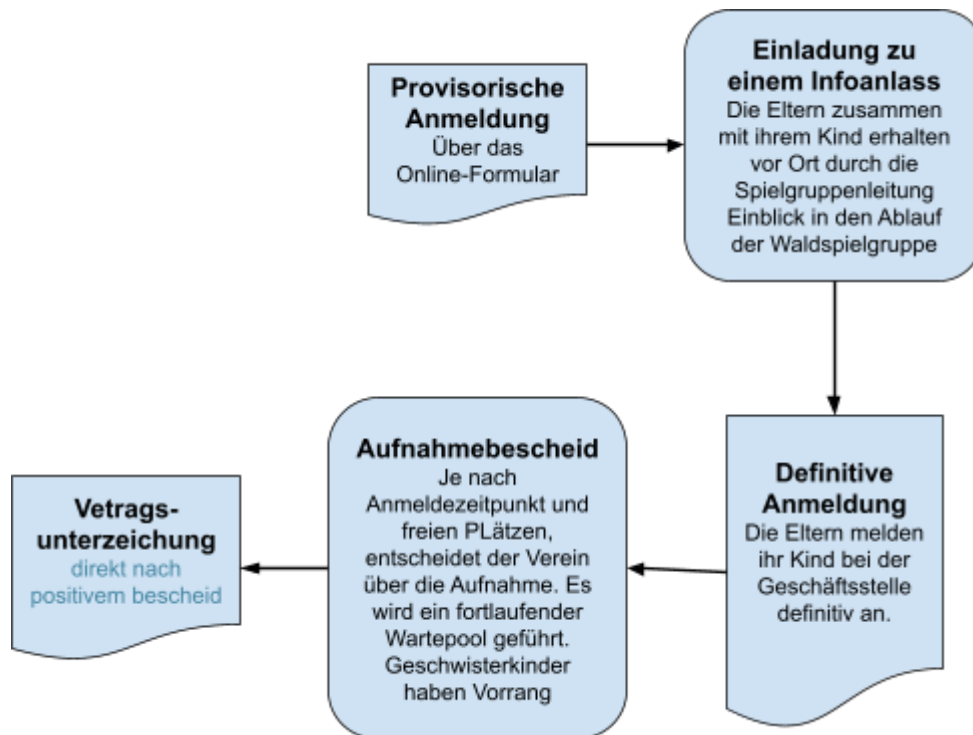 Provisorische
Anmeldung
Über das
Online-Formular
Einladung zu
einem Infoanlass
Die Eltern zusammen
mit ihrem Kind erhalten
vor Ort durch die
Spielgruppenleitung
Einblick in den Ablauf
der Waldspielgruppe
Definitive
Anmeldung
Die Eltern melden
ihr Kind bei der
Geschäftsstelle
definitiv an.
Aufnahmebescheid
Je nach
Anmeldezeitpunkt und
freien PLätzen,
entscheidet der Verein
über die Aufnahme. Es
wird ein fortlaufender
Wartepool geführt.
Geschwisterkinder
haben Vorrang
Vetrags-
unterzeichung
direkt nach
positivem bescheid